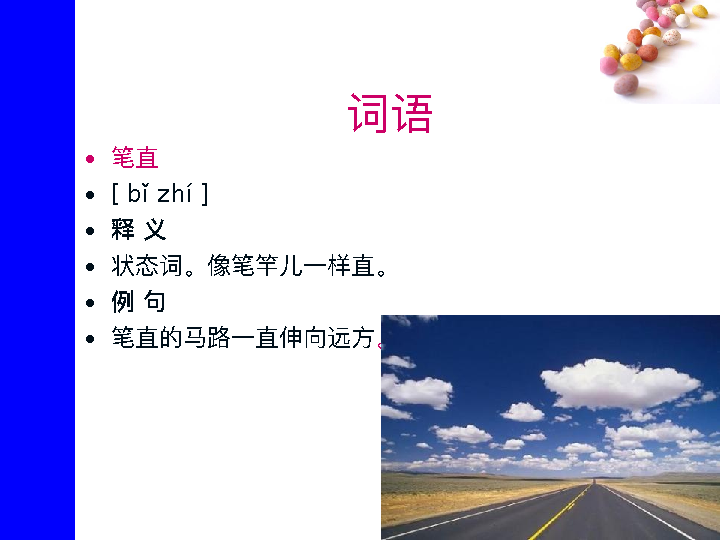 词语
笔直
[ bǐ zhí ]
释 义
状态词。像笔竿儿一样直。
例 句
笔直的马路一直伸向远方。